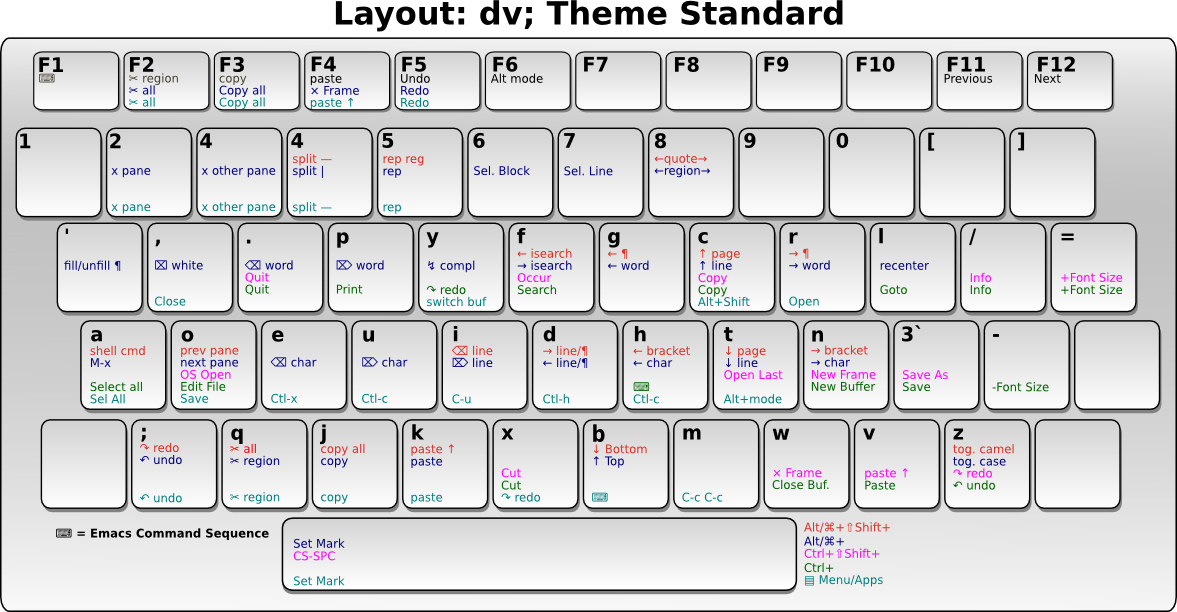 Layout: dv; Theme Standard
F1
⌨
F2
✂ region
✂ all
✂ all
F3
copy
Copy all
Copy all
F4
paste
× Frame
paste ↑
F5
Undo
Redo
Redo
F6
Alt mode
F7
F8
F9
F10
F11
Previous
F12
Next
1
2
x pane
x pane
4
x other pane
x other pane
4
split —
split |
split —
5
rep reg
rep
rep
6
Sel. Block
7
Sel. Line
8
←quote→
←region→
9
0
[
]
'
fill/unfill ¶
,
⌧ white
Close
.
⌫ word
Quit
Quit
p
⌦ word
Print
y
↯ compl
↷ redo
switch buf
f
← isearch
→ isearch
Occur
Search
g
← ¶
← word
c
↑ page
↑ line
Copy
Copy
Alt+Shift
r
→ ¶
→ word
Open
l
recenter
Goto
/
Info
Info
=
+Font Size
+Font Size
a
shell cmd
M-x
Select all
Sel All
o
prev pane
next pane
OS Open
Edit File
Save
e
⌫ char
Ctl-x
u
⌦ char
Ctl-c
i
⌫ line
⌦ line
C-u
d
→ line/¶
← line/¶
Ctl-h
h
← bracket
← char
⌨
Ctl-c
t
↓ page
↓ line
Open Last
Alt+mode
n
→ bracket
→ char
New Frame
New Buffer
3`
Save As
Save
-
-Font Size
;
↷ redo
↶ undo
↶ undo
q
✂ all
✂ region
✂ region
j
copy all
copy
copy
k
paste ↑
paste
paste
x
Cut
Cut
↷ redo
b
↓ Bottom
↑ Top
⌨
m
C-c C-c
w
× Frame
Close Buf.
v
paste ↑
Paste
z
tog. camel
tog. case
↷ redo
↶ undo
⌨ = Emacs Command Sequence
Set Mark
CS-SPC
Set Mark
Alt/⌘+⇧Shift+
Alt/⌘+
Ctrl+⇧Shift+
Ctrl+
▤ Menu/Apps